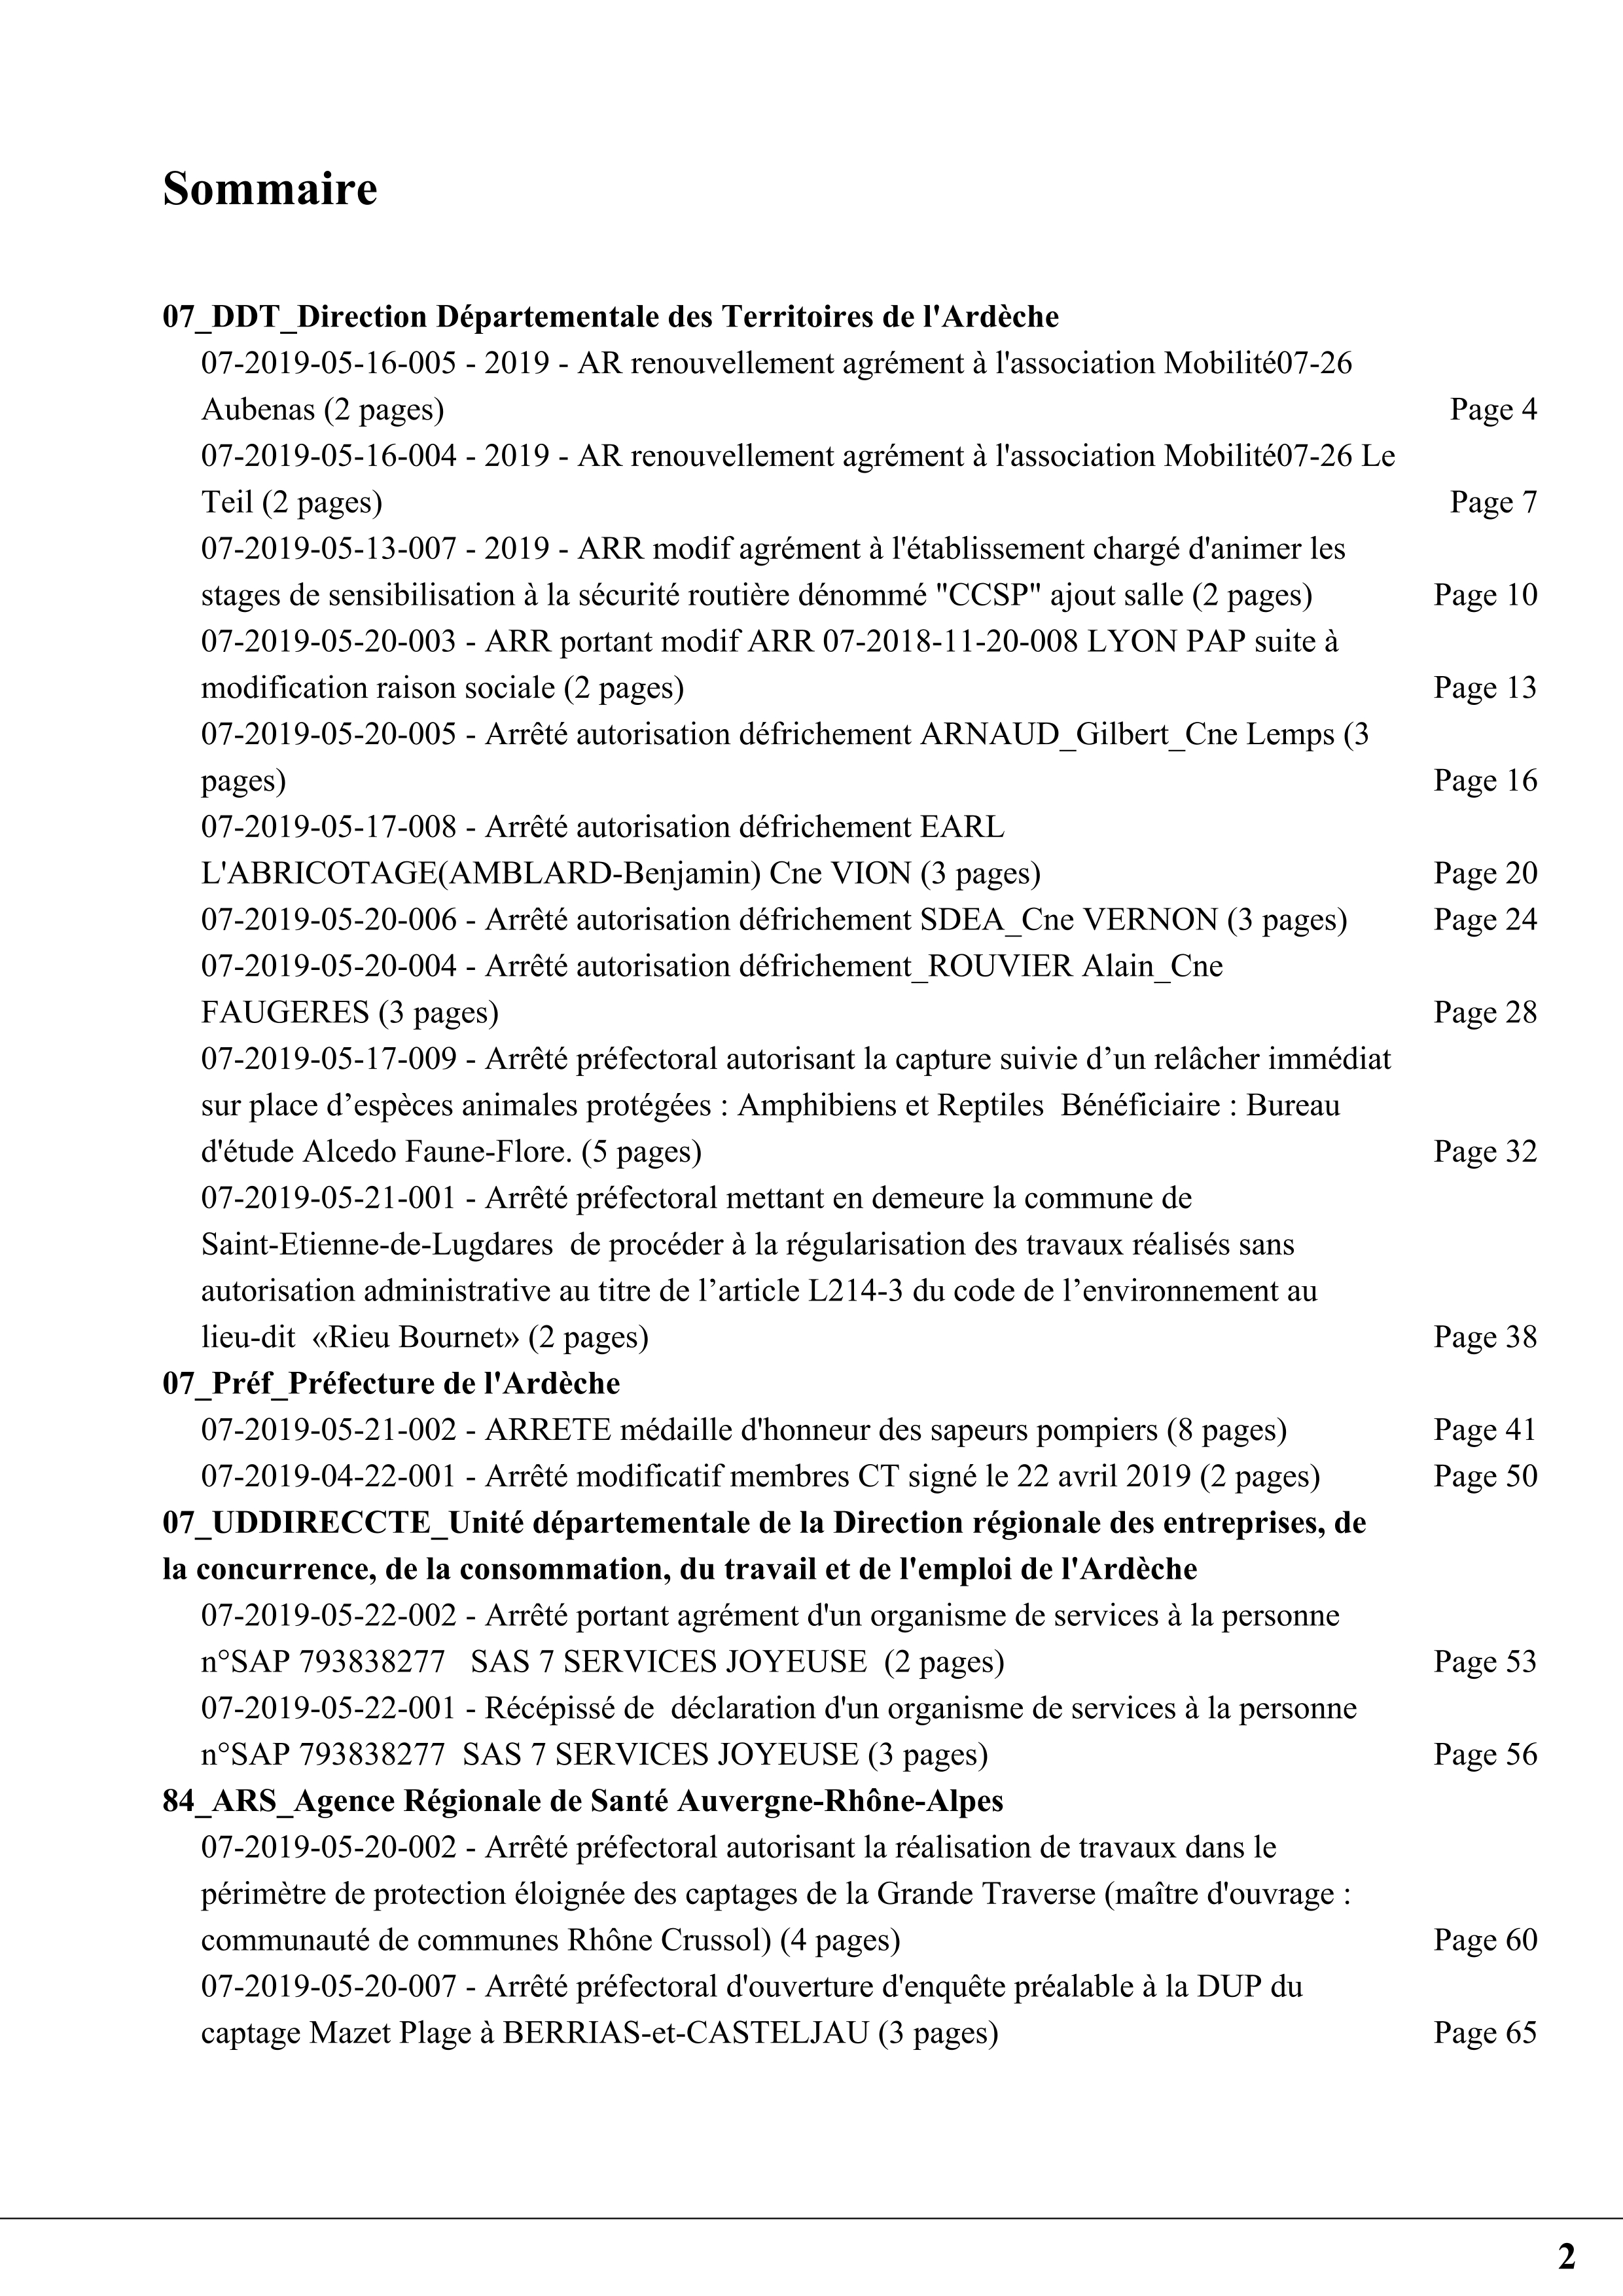 Sommaire
07_DDT_Direction Départementale des Territoires de l'Ardèche
07-2019-05-16-005 - 2019 - AR renouvellement agrément à l'association Mobilité07-26
Aubenas (2 pages) Page 4
07-2019-05-16-004 - 2019 - AR renouvellement agrément à l'association Mobilité07-26 Le
Teil (2 pages) Page 7
07-2019-05-13-007 - 2019 - ARR modif agrément à l'établissement chargé d'animer les
stages de sensibilisation à la sécurité routière dénommé "CCSP" ajout salle (2 pages) Page 10
07-2019-05-20-003 - ARR portant modif ARR 07-2018-11-20-008 LYON PAP suite à
modification raison sociale (2 pages) Page 13
07-2019-05-20-005 - Arrêté autorisation défrichement ARNAUD_Gilbert_Cne Lemps (3
pages) Page 16
07-2019-05-17-008 - Arrêté autorisation défrichement EARL
L'ABRICOTAGE(AMBLARD-Benjamin) Cne VION (3 pages) Page 20
07-2019-05-20-006 - Arrêté autorisation défrichement SDEA_Cne VERNON (3 pages) Page 24
07-2019-05-20-004 - Arrêté autorisation défrichement_ROUVIER Alain_Cne
FAUGERES (3 pages) Page 28
07-2019-05-17-009 - Arrêté préfectoral autorisant la capture suivie d’un relâcher immédiat
sur place d’espèces animales protégées : Amphibiens et Reptiles  Bénéficiaire : Bureau
d'étude Alcedo Faune-Flore. (5 pages) Page 32
07-2019-05-21-001 - Arrêté préfectoral mettant en demeure la commune de
Saint-Etienne-de-Lugdares  de procéder à la régularisation des travaux réalisés sans
autorisation administrative au titre de l’article L214-3 du code de l’environnement au
lieu-dit  «Rieu Bournet» (2 pages) Page 38
07_Préf_Préfecture de l'Ardèche
07-2019-05-21-002 - ARRETE médaille d'honneur des sapeurs pompiers (8 pages) Page 41
07-2019-04-22-001 - Arrêté modificatif membres CT signé le 22 avril 2019 (2 pages) Page 50
07_UDDIRECCTE_Unité départementale de la Direction régionale des entreprises, de
la concurrence, de la consommation, du travail et de l'emploi de l'Ardèche
07-2019-05-22-002 - Arrêté portant agrément d'un organisme de services à la personne
n°SAP 793838277   SAS 7 SERVICES JOYEUSE  (2 pages) Page 53
07-2019-05-22-001 - Récépissé de  déclaration d'un organisme de services à la personne
n°SAP 793838277  SAS 7 SERVICES JOYEUSE (3 pages) Page 56
84_ARS_Agence Régionale de Santé Auvergne-Rhône-Alpes
07-2019-05-20-002 - Arrêté préfectoral autorisant la réalisation de travaux dans le
périmètre de protection éloignée des captages de la Grande Traverse (maître d'ouvrage :
communauté de communes Rhône Crussol) (4 pages) Page 60
07-2019-05-20-007 - Arrêté préfectoral d'ouverture d'enquête préalable à la DUP du
captage Mazet Plage à BERRIAS-et-CASTELJAU (3 pages) Page 65
2